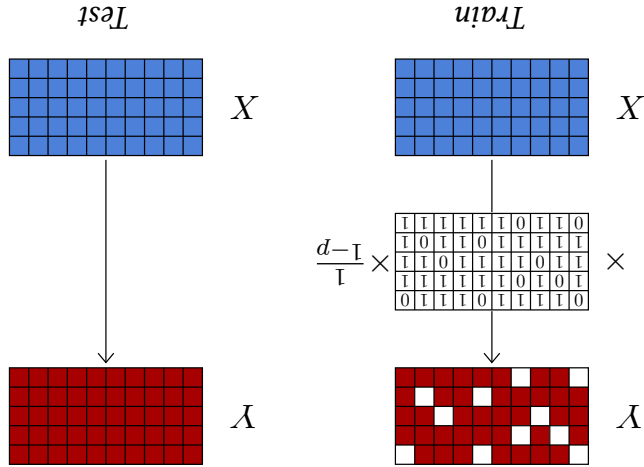 Y
Y
×
0 1 1 1 1 0 1 1 1 0
1 0 1 0 1 1 1 1 1 1
1 1 0 1 1 1 1 0 1 1
1 1 1 1 1 0 1 1 0 1
0 1 1 0 1 1 1 1 1 1
× 1
1−p
X
X
Train
Test